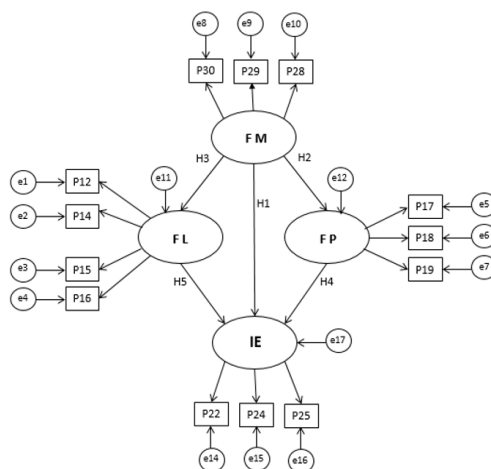 e8 e9 e10
P30 P29 P28
F M
H3 H2
e1 P12 e11 e12
H1
e2 P14 P17 e5
F L F P P18 e6
e3 P15 P19 e7
e4 P16 H5 H4
IE e17
P22 P24 P25
e14 e15 e16